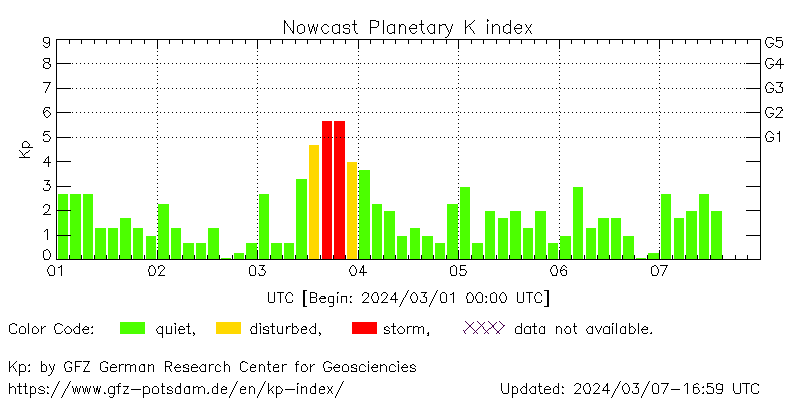 Nowcast Planetary K index
9 G5
8 G4
7 G3
6 G2
5 G1
4
3
2
1
0
Kp
01 02 03 04 05 06 07
UTC [Begin: 2024/03/01 00:00 UTC]
Color Code: quiet, disturbed, storm, data not available.
Kp: by GFZ German Research Center for Geosciencies
https://www.gfz-potsdam.de/en/kp-index/ Updated: 2024/03/07-16:59 UTC